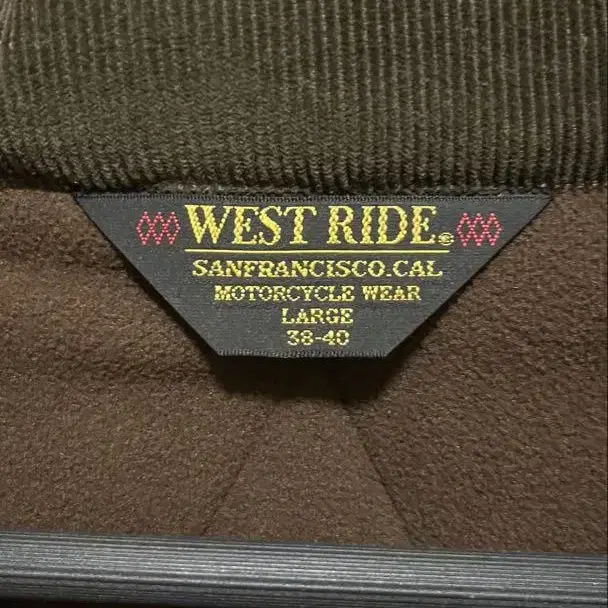 WEST RIDE®
SANFRANCISCO.CAL
MOTORCYCLE WEAR
LARGE
38-40